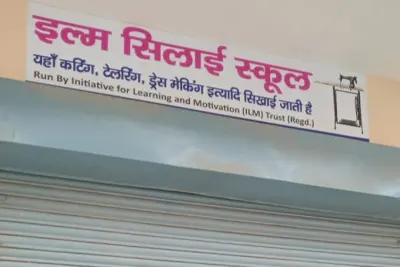 इल्म सिलाई स्कूल
यहाँ कटिंग, टेलरिंग, ड्रेस मेकिंग इत्यादि सिखाई जाती है
Run By Initiative for Learning and Motivation (ILM) Trust (Regd.)